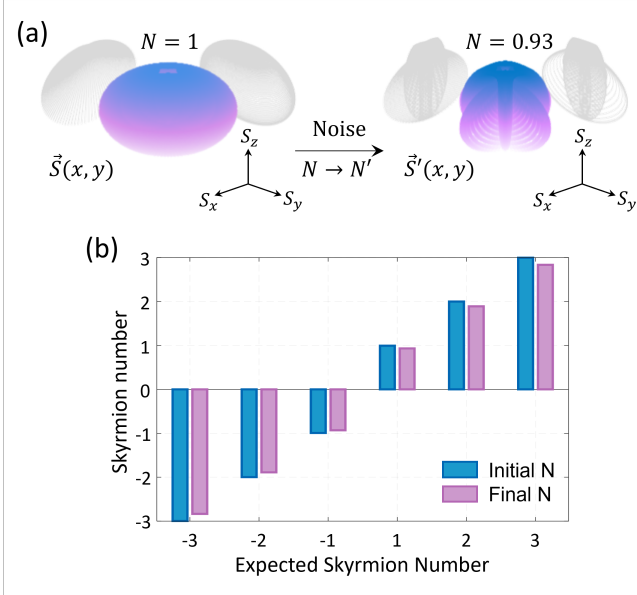 (a)
N = 1
N = 0.93
Noise
N → N′
S⃗(x, y)
S_z
S_x
S_y
S⃗′(x, y)
S_z
S_x
S_y
(b)
Skyrmion number
3
2
1
0
-1
-2
-3
Initial N
Final N
-3 -2 -1 1 2 3
Expected Skyrmion Number